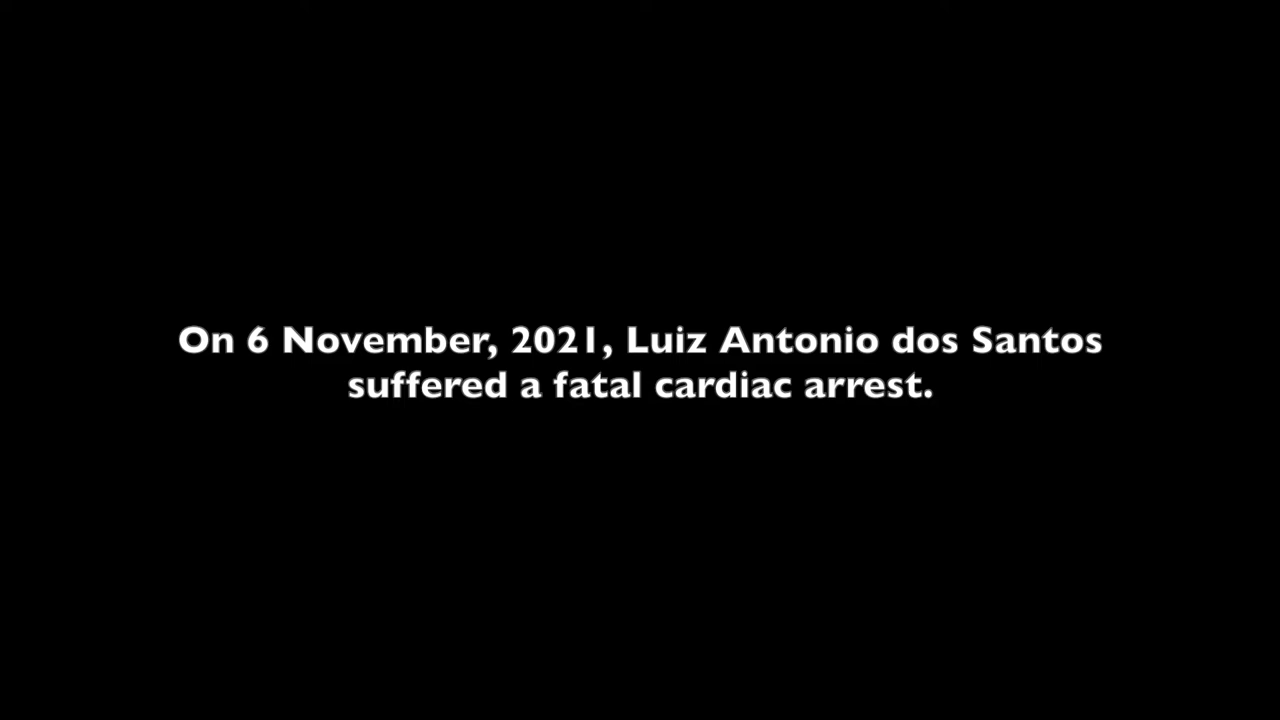 On 6 November, 2021, Luiz Antonio dos Santos
suffered a fatal cardiac arrest.